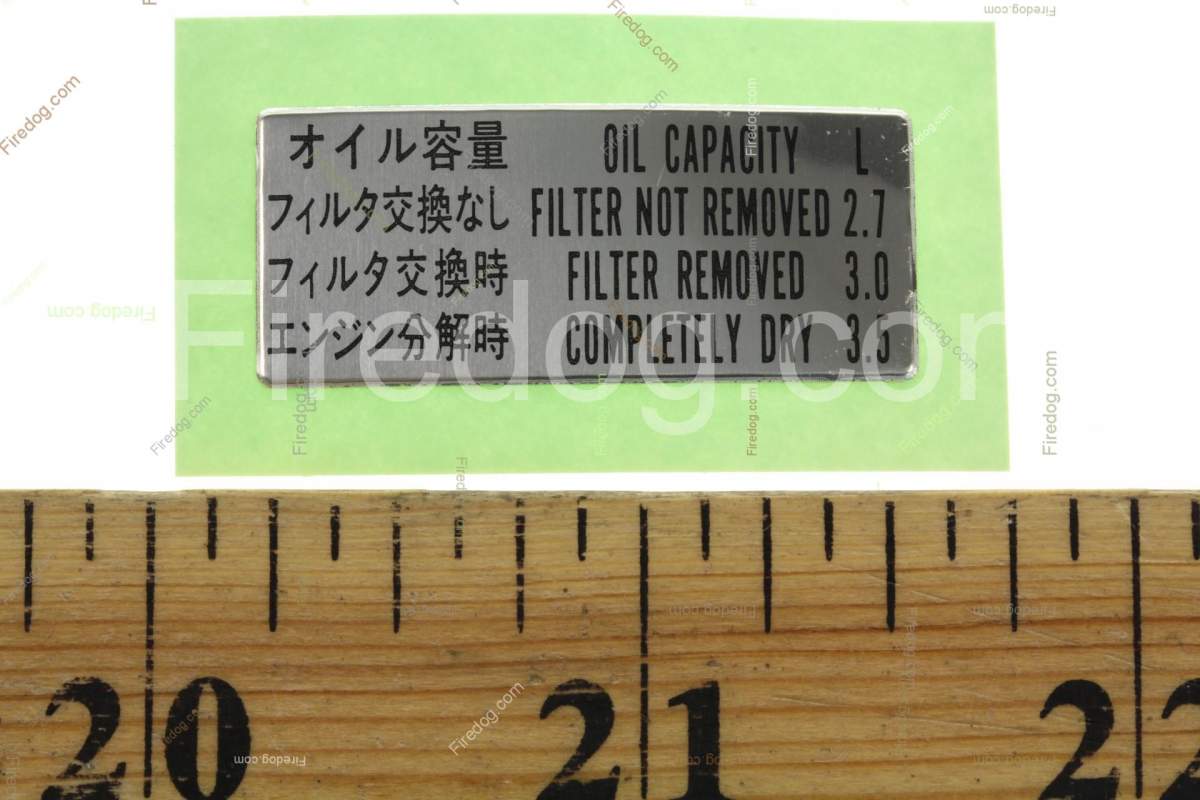 オイル容量 OIL CAPACITY L
フィルタ交換なし FILTER NOT REMOVED 2.7
フィルタ交換時 FILTER REMOVED 3.0
エンジン分解時 COMPLETELY DRY 3.5
Firedog.com
20 21 22